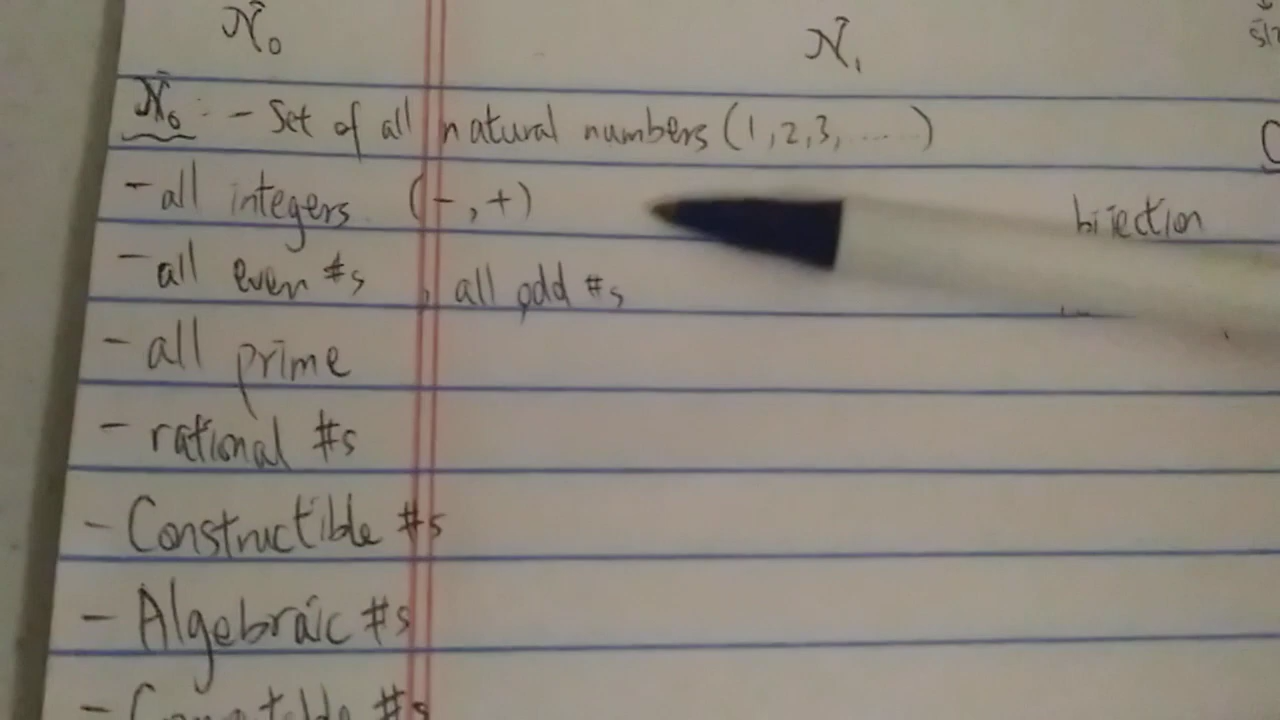 ℵ₀ ℵ₁
ℵ₀: - Set of all natural numbers (1,2,3,.....)
- all integers (-,+)
bijection
- all even #s, all odd #s
- all prime
- rational #s
- Constructible #s
- Algebraic #s
- Computable #s